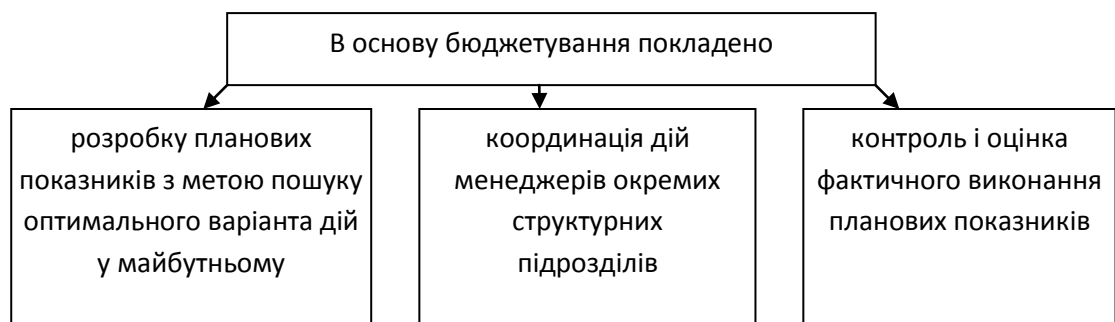 В основу бюджетування покладено
розробку планових
показників з метою пошуку
оптимального варіанта дій
у майбутньому
координація дій
менеджерів окремих
структурних
підрозділів
контроль і оцінка
фактичного виконання
планових показників